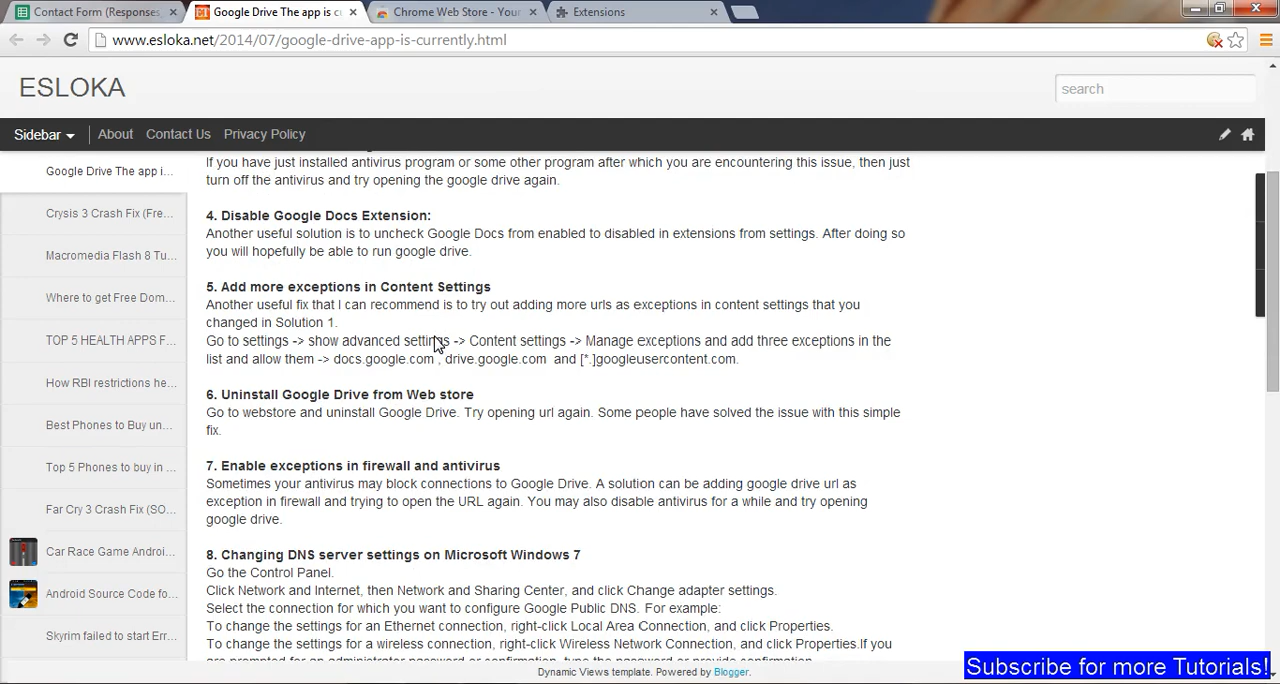 Contact Form (Responses
Google Drive The app is cu
Chrome Web Store - Your
Extensions
www.esloka.net/2014/07/google-drive-app-is-currently.html
ESLOKA
search
Sidebar
About
Contact Us
Privacy Policy
Google Drive The app i...
Crysis 3 Crash Fix (Fre...
Macromedia Flash 8 Tu...
Where to get Free Dom...
TOP 5 HEALTH APPS F...
How RBI restrictions he...
Best Phones to Buy un...
Top 5 Phones to buy in ...
Far Cry 3 Crash Fix (SO...
Car Race Game Androi...
Android Source Code fo...
Skyrim failed to start Err...
If you have just installed antivirus program or some other program after which you are encountering this issue, then just
turn off the antivirus and try opening the google drive again.
4. Disable Google Docs Extension:
Another useful solution is to uncheck Google Docs from enabled to disabled in extensions from settings. After doing so
you will hopefully be able to run google drive.
5. Add more exceptions in Content Settings
Another useful fix that I can recommend is to try out adding more urls as exceptions in content settings that you
changed in Solution 1.
Go to settings -> show advanced settings -> Content settings -> Manage exceptions and add three exceptions in the
list and allow them -> docs.google.com , drive.google.com and [*.]googleusercontent.com.
6. Uninstall Google Drive from Web store
Go to webstore and uninstall Google Drive. Try opening url again. Some people have solved the issue with this simple
fix.
7. Enable exceptions in firewall and antivirus
Sometimes your antivirus may block connections to Google Drive. A solution can be adding google drive url as
exception in firewall and trying to open the URL again. You may also disable antivirus for a while and try opening
google drive.
8. Changing DNS server settings on Microsoft Windows 7
Go the Control Panel.
Click Network and Internet, then Network and Sharing Center, and click Change adapter settings.
Select the connection for which you want to configure Google Public DNS. For example:
To change the settings for an Ethernet connection, right-click Local Area Connection, and click Properties.
To change the settings for a wireless connection, right-click Wireless Network Connection, and click Properties.If you
are prompted for an administrator password or confirmation, type the password or provide confirmation.
Dynamic Views template. Powered by Blogger.
Subscribe for more Tutorials!